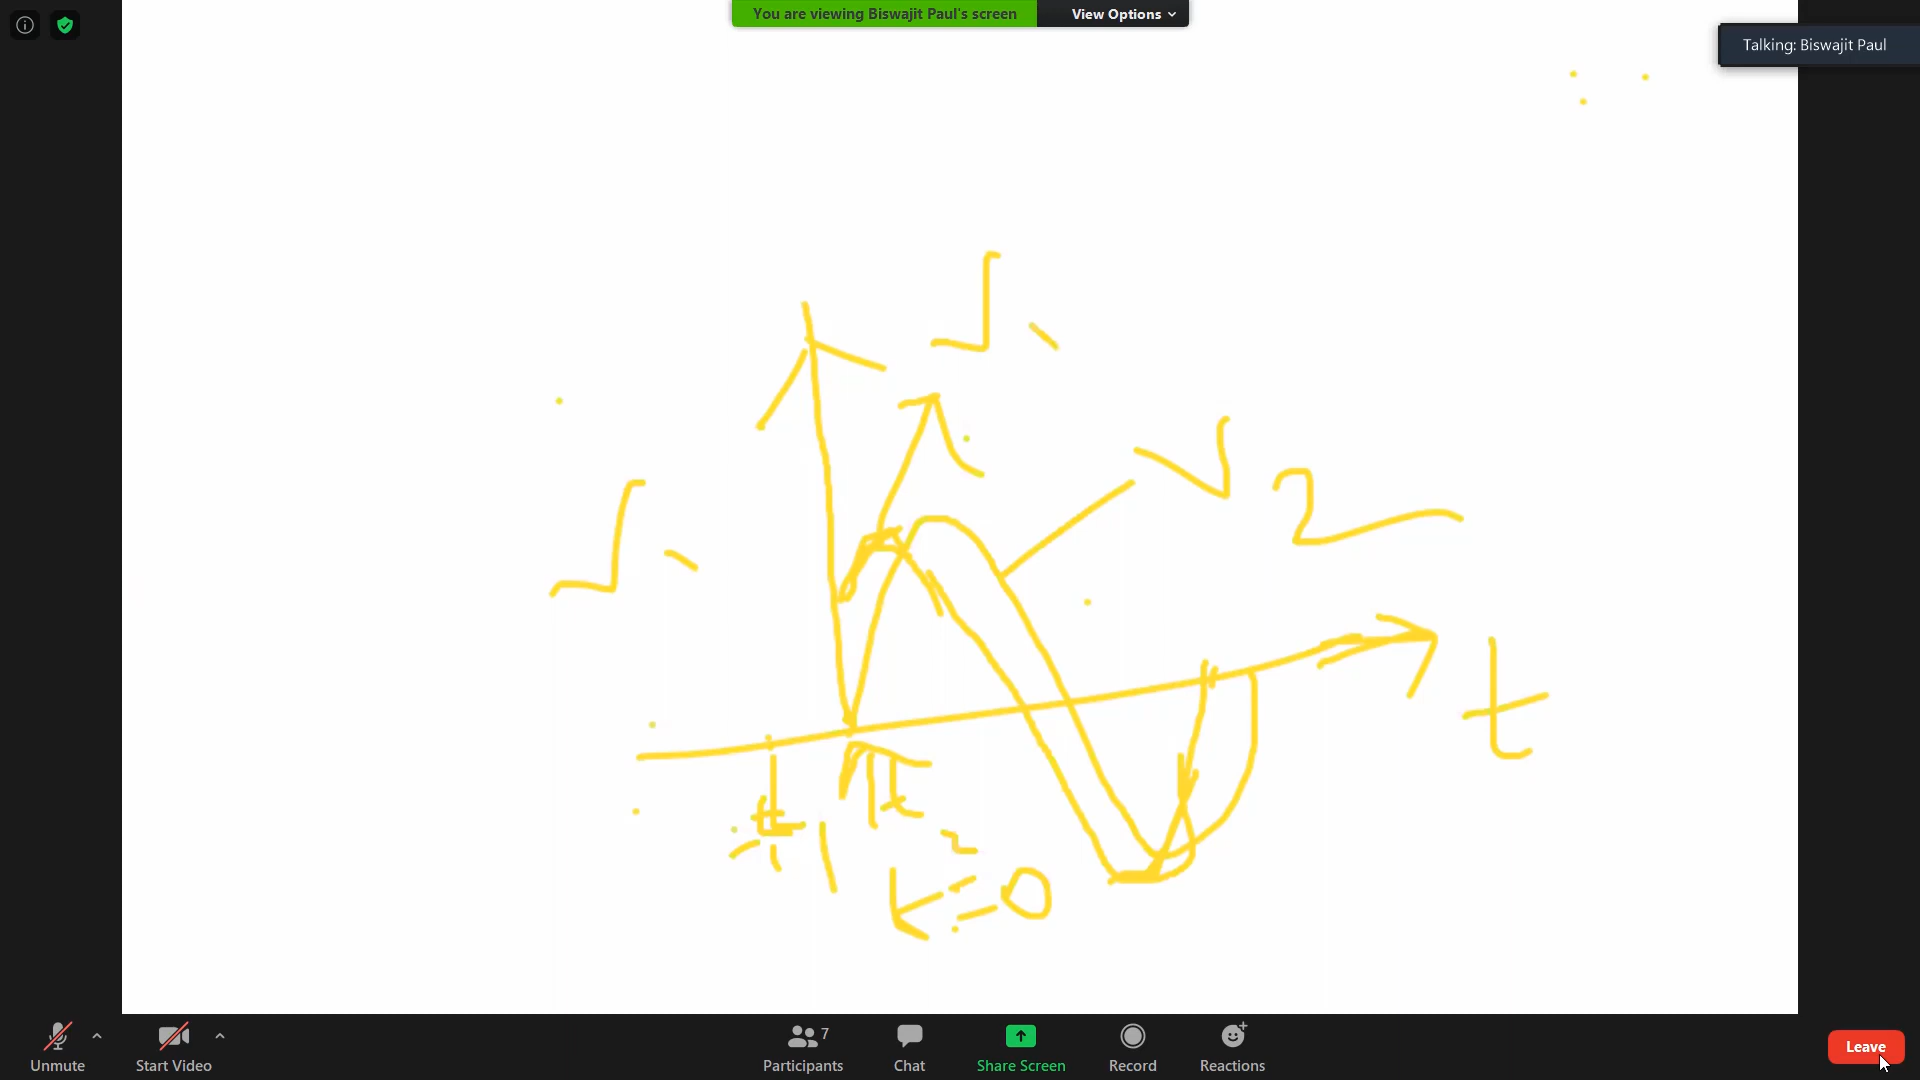 You are viewing Biswajit Paul's screen View Options
Talking: Biswajit Paul
V
V 2
V
t
t=0
Unmute
Start Video
7
Participants
Chat
Share Screen
Record
Reactions
Leave